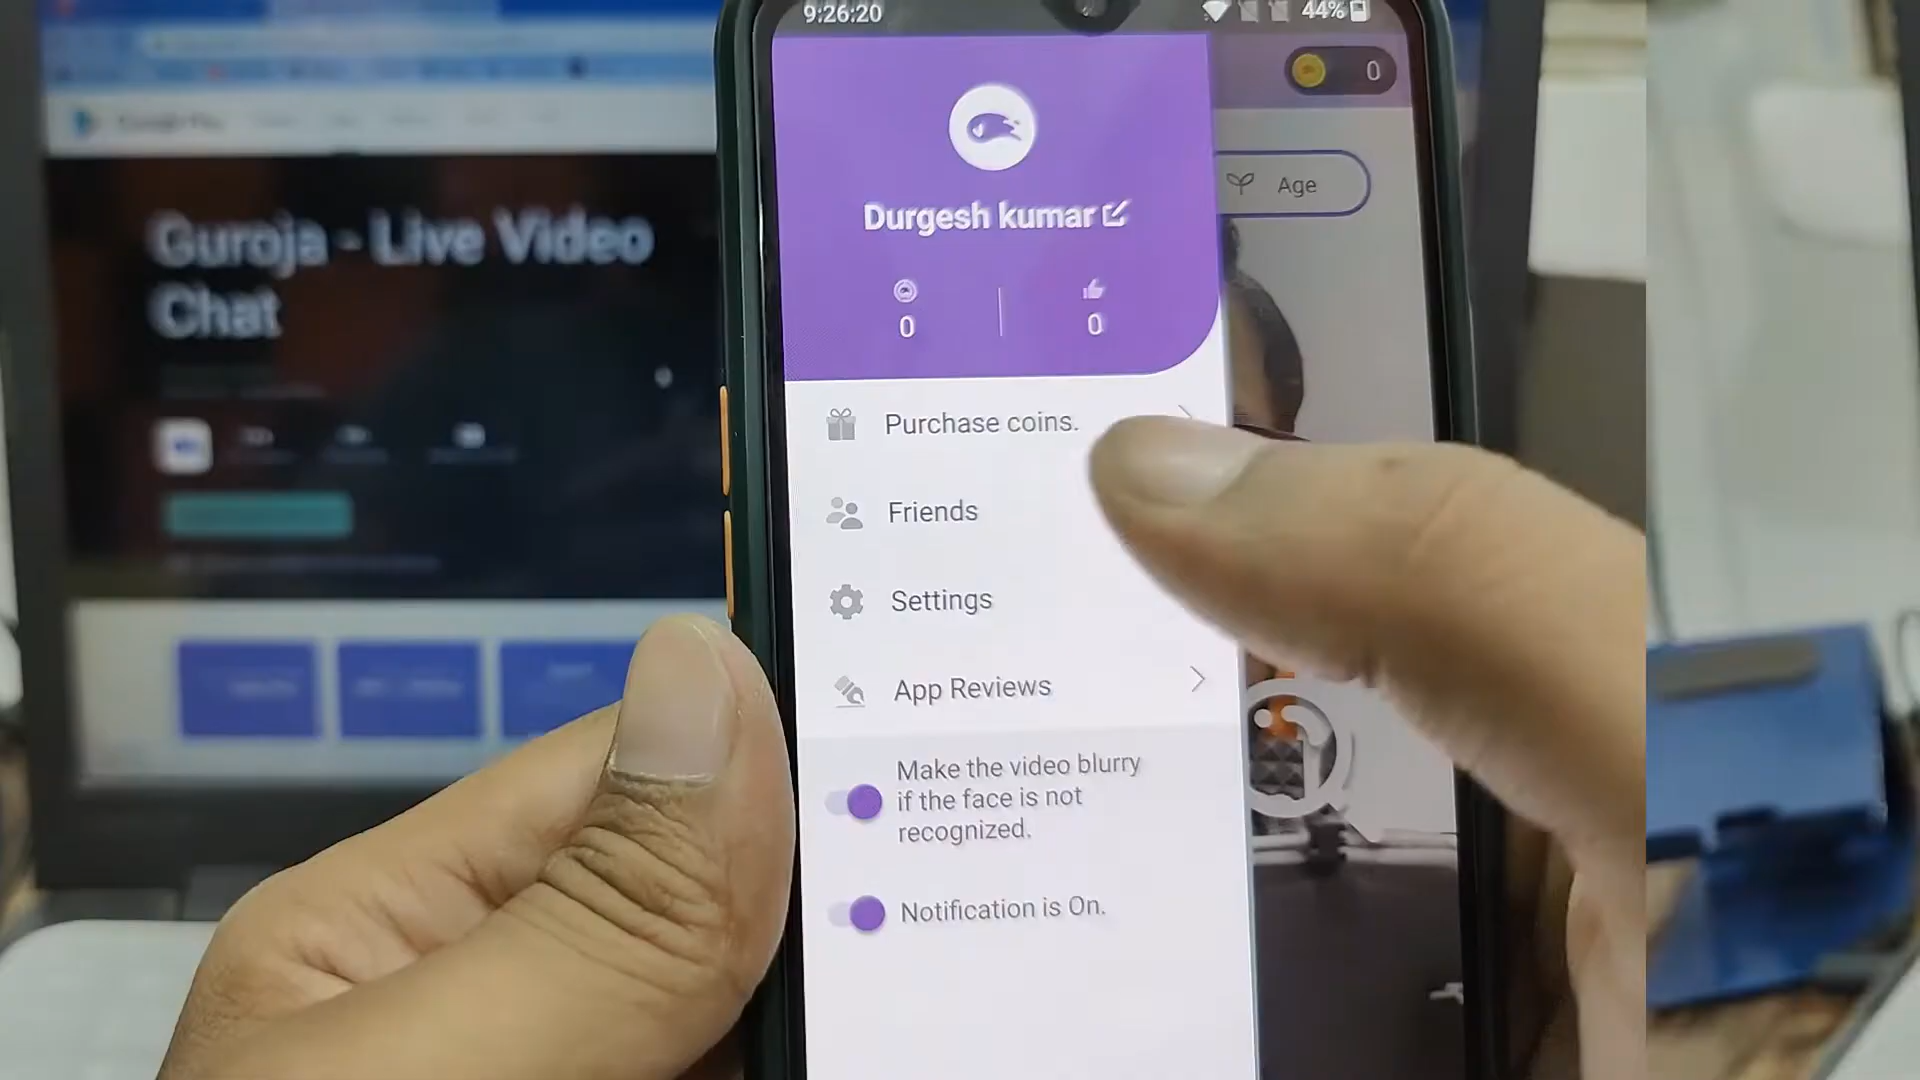 9:26:20
44%
0
Age
Guroja - Live Video
Chat
Durgesh kumar
0
0
Purchase coins.
Friends
Settings
App Reviews
Make the video blurry
if the face is not
recognized.
Notification is On.